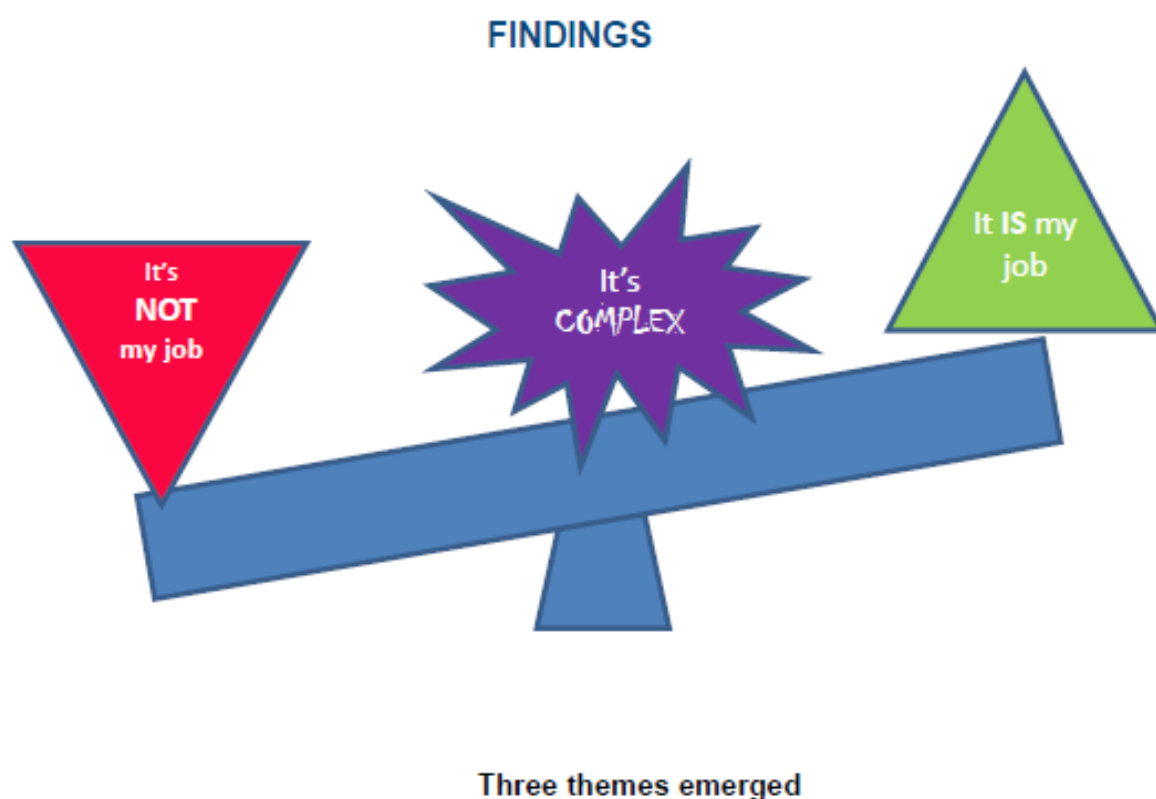 FINDINGS
It's
NOT
my job
It's
COMPLEX
It IS my
job
Three themes emerged